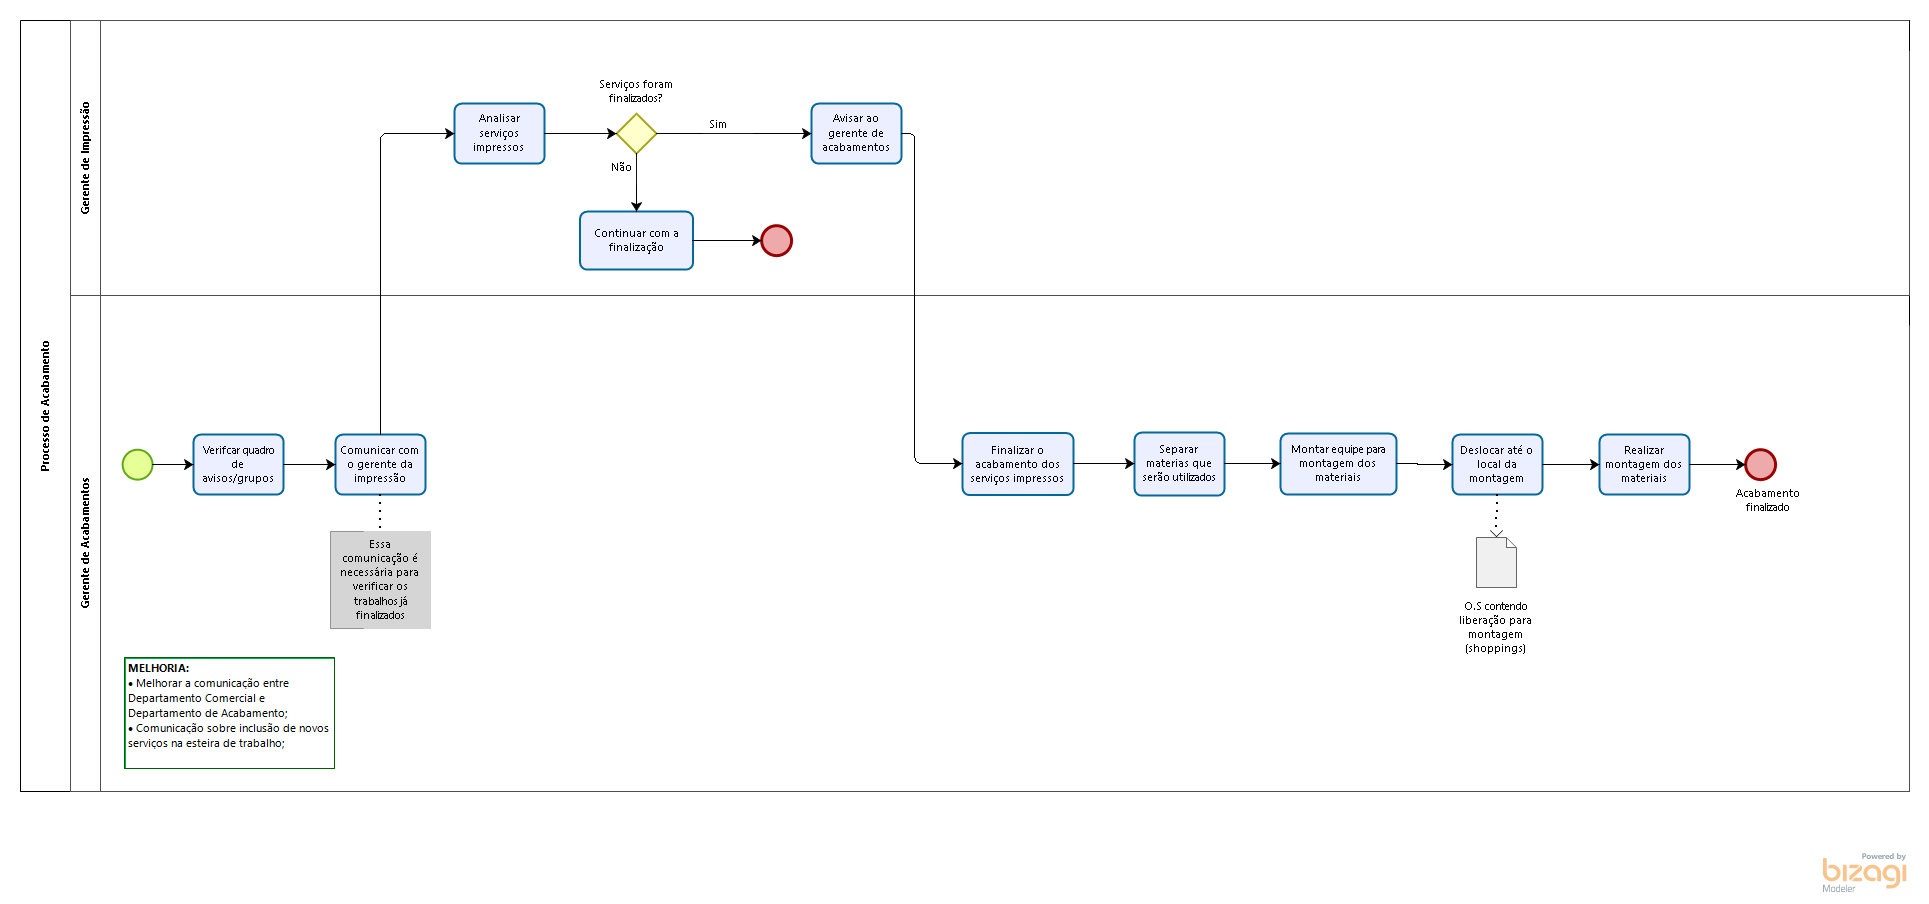 Processo de Acabamento
Gerente de Impressão
Serviços foram
finalizados?
Analisar
serviços
impressos
Sim
Avisar ao
gerente de
acabamentos
Não
Continuar com a
finalização
Gerente de Acabamentos
Verifcar quadro
de
avisos/grupos
Comunicar com
o gerente da
impressão
Essa
comunicação é
necessária para
verificar os
trabalhos já
finalizados
Finalizar o
acabamento dos
serviços impressos
Separar
materias que
serão utilizados
Montar equipe para
montagem dos
materiais
Deslocar até o
local da
montagem
Realizar
montagem dos
materiais
Acabamento
finalizado
O.S contendo
liberação para
montagem
(shoppings)
MELHORIA:
• Melhorar a comunicação entre
Departamento Comercial e
Departamento de Acabamento;
• Comunicação sobre inclusão de novos
serviços na esteira de trabalho;
Powered by
bizagi
Modeler